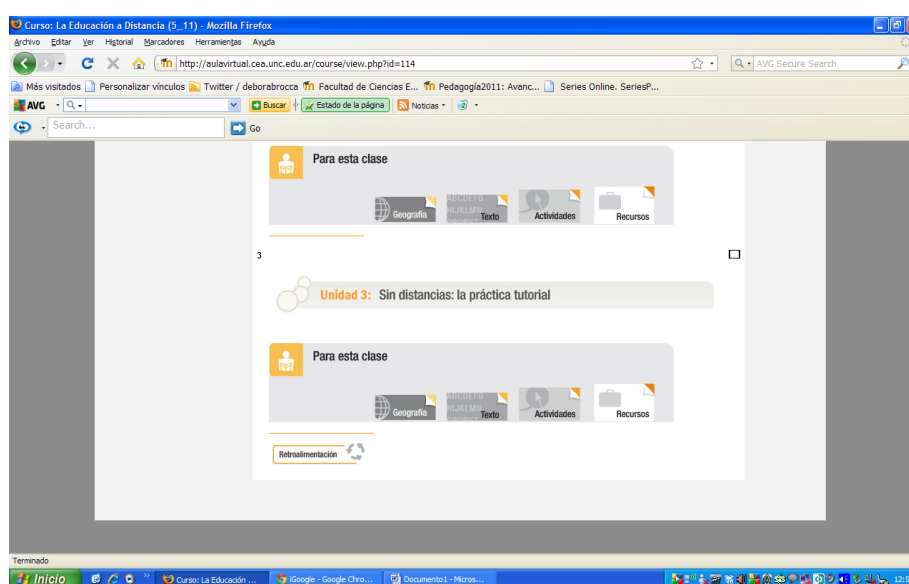 Curso: La Educación a Distancia (5_11) - Mozilla Firefox
Archivo Editar Ver Historial Marcadores Herramientas Ayuda
http://aulavirtual.cea.unc.edu.ar/course/view.php?id=114
AVG Secure Search
Más visitados Personalizar vínculos Twitter / deborabrocca Facultad de Ciencias E... Pedagogía2011: Avanc... Series Online. SeriesP...
AVG Buscar Estado de la página Noticias
Search... Go
Para esta clase
Geografía Texto Actividades Recursos
3
Unidad 3: Sin distancias: la práctica tutorial
Para esta clase
Geografía Texto Actividades Recursos
Retroalimentación
Terminado
Inicio Curso: La Educación ... iGoogle - Google Chro... Documento1 - Micros...